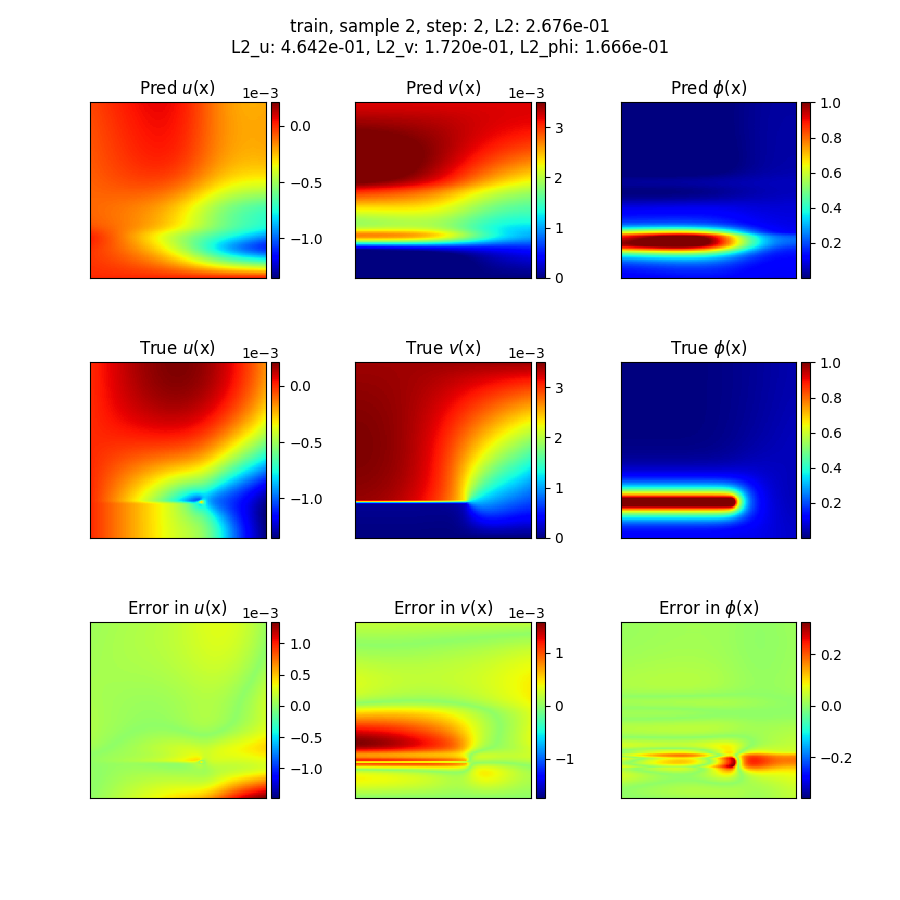 train, sample 2, step: 2, L2: 2.676e-01
L2_u: 4.642e-01, L2_v: 1.720e-01, L2_phi: 1.666e-01
Pred u(x)
1e−3
0.0
−0.5
−1.0
Pred v(x)
1e−3
3
2
1
0
Pred ϕ(x)
1.0
0.8
0.6
0.4
0.2
True u(x)
1e−3
0.0
−0.5
−1.0
True v(x)
1e−3
3
2
1
0
True ϕ(x)
1.0
0.8
0.6
0.4
0.2
Error in u(x)
1e−3
1.0
0.5
0.0
−0.5
−1.0
Error in v(x)
1e−3
1
0
−1
Error in ϕ(x)
0.2
0.0
−0.2